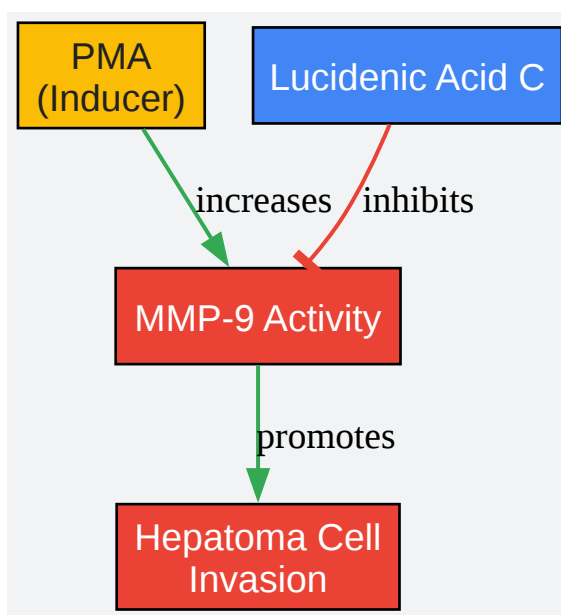 PMA
(Inducer)
Lucidenic Acid C
increases
inhibits
MMP-9 Activity
promotes
Hepatoma Cell
Invasion